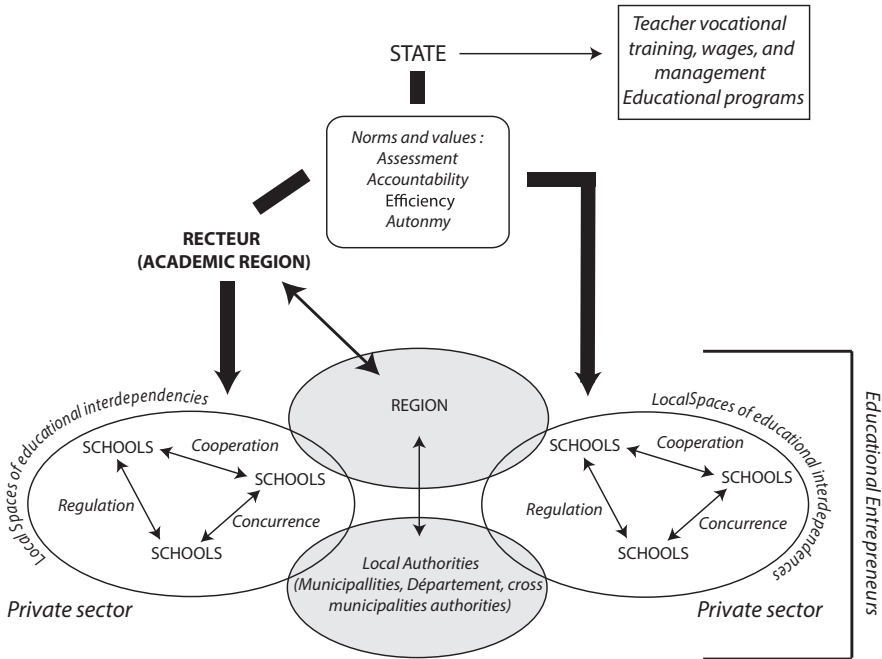 STATE
Teacher vocational
training, wages, and
management
Educational programs
Norms and values :
Assessment
Accountability
Efficiency
Autonmy
RECTEUR
(ACADEMIC REGION)
REGION
Local Spaces of educational interdependencies
SCHOOLS
Cooperation
SCHOOLS
Regulation
Concurrence
SCHOOLS
Private sector
Local Authorities
(Municipallities, Département, cross
municipalities authorities)
LocalSpaces of educational interdependences
SCHOOLS
Cooperation
SCHOOLS
Regulation
Concurrence
SCHOOLS
Private sector
Educational Entrepreneurs